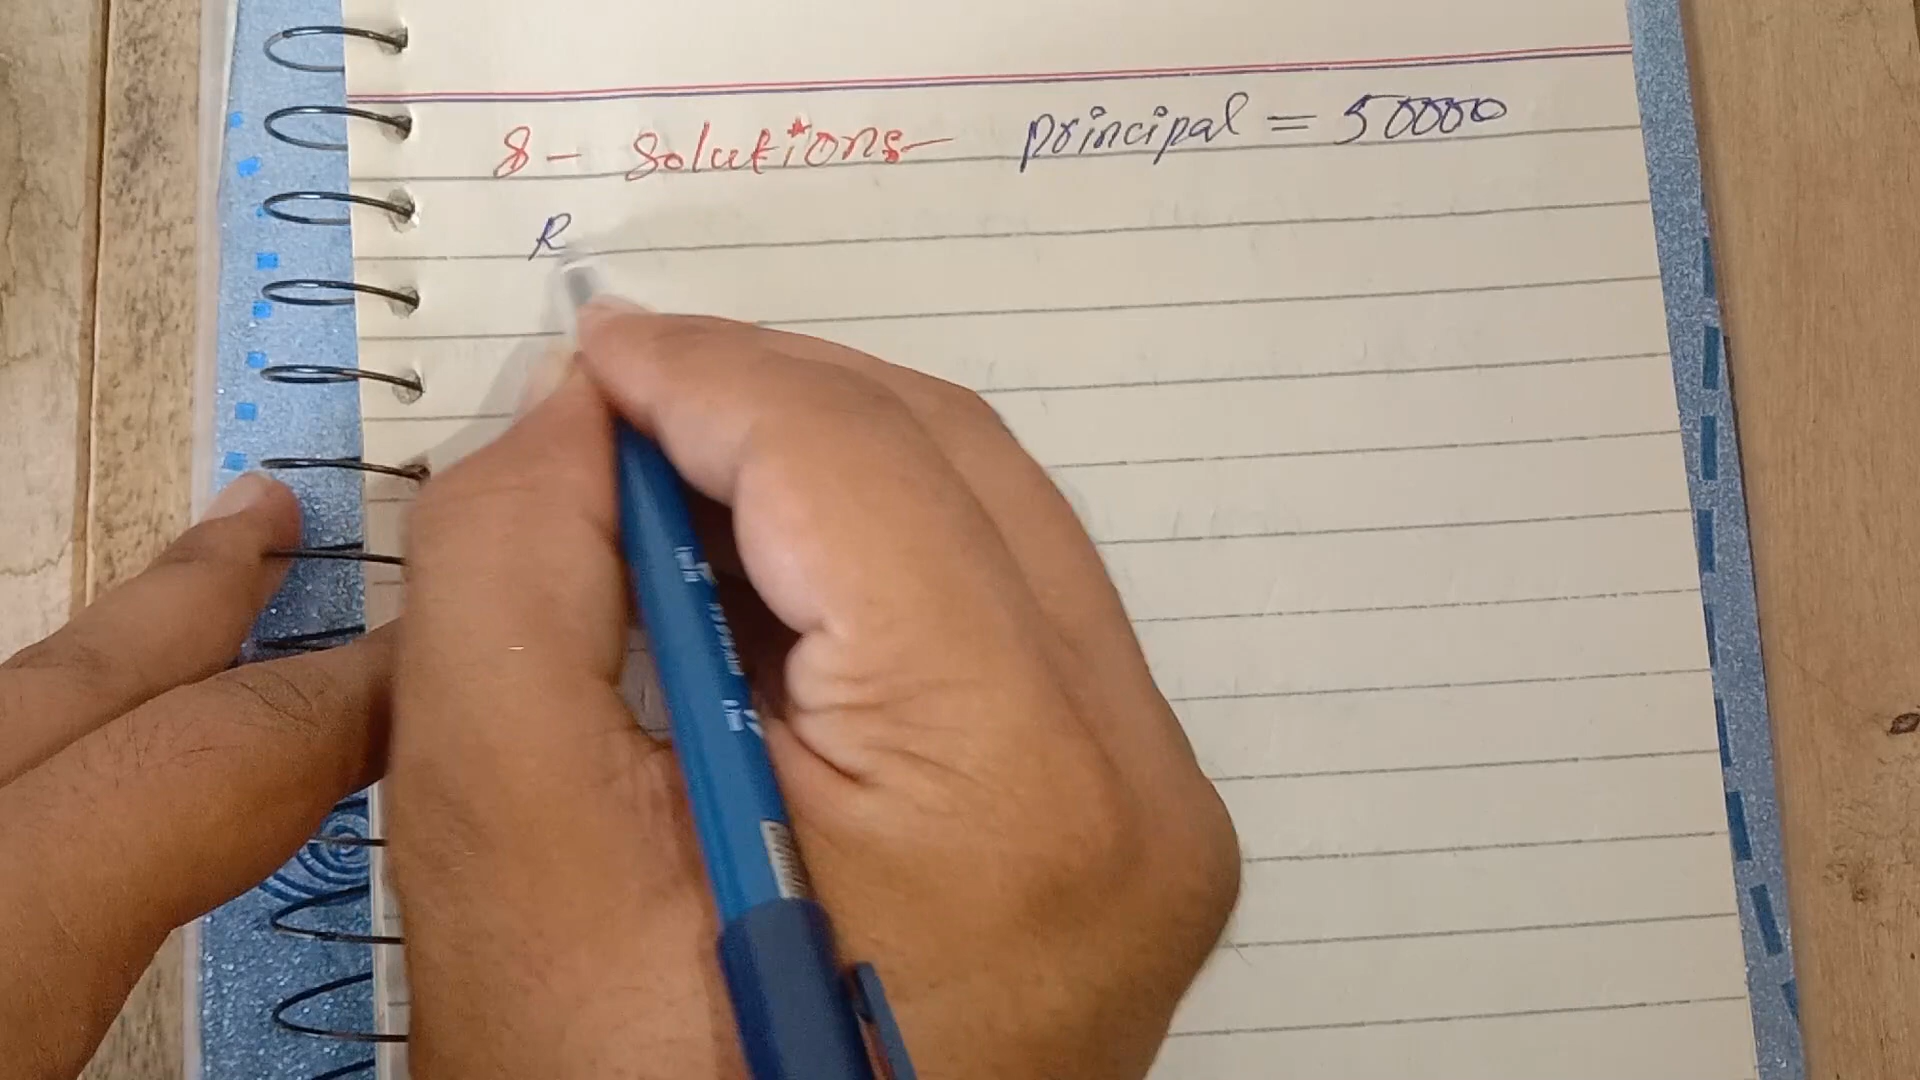 8 - Solutions - principal = 50000
R